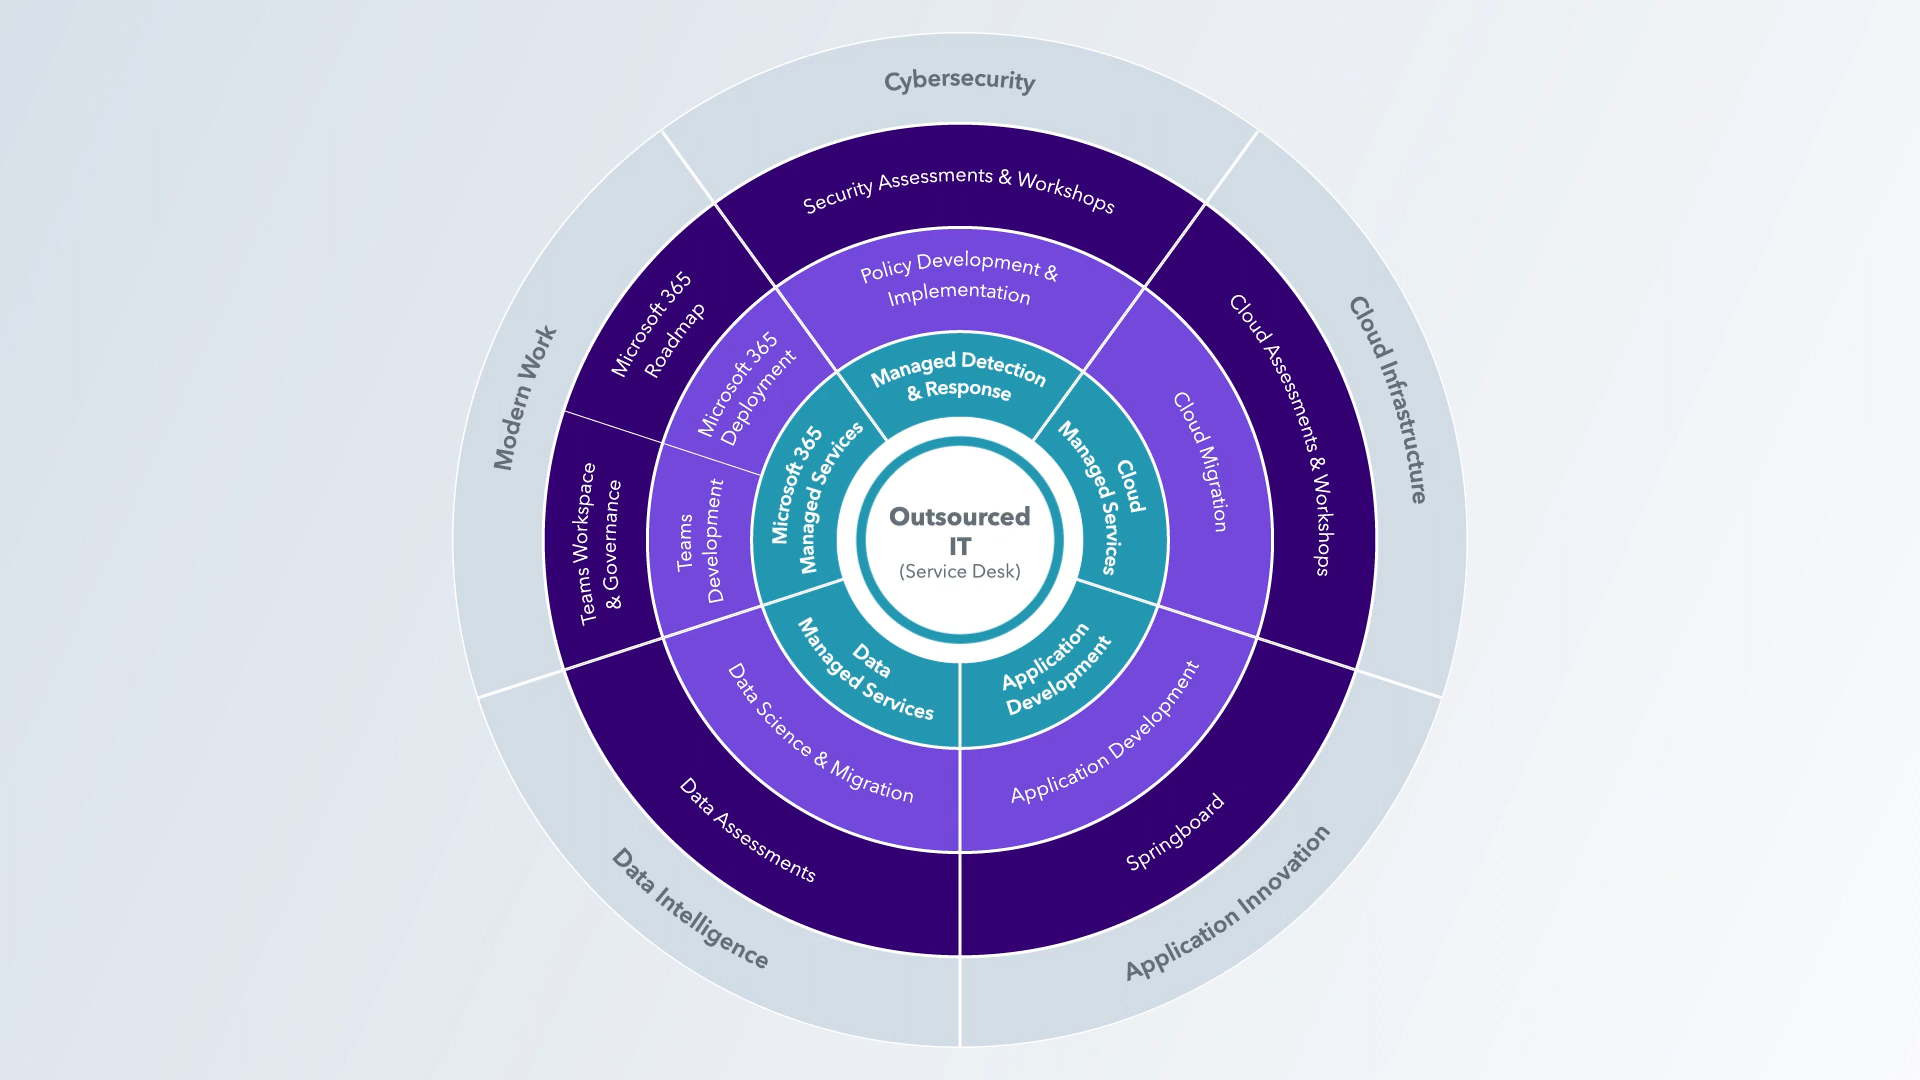 Cybersecurity
Security Assessments & Workshops
Policy Development &
Implementation
Managed Detection
& Response
Cloud Infrastructure
Cloud Assessments & Workshops
Cloud Migration
Cloud
Managed Services
Application Innovation
Springboard
Application Development
Application
Development
Data Intelligence
Data Assessments
Data Science & Migration
Data
Managed Services
Modern Work
Microsoft 365
Roadmap
Microsoft 365
Deployment
Teams Workspace
& Governance
Teams
Development
Microsoft 365
Managed Services
Outsourced
IT
(Service Desk)